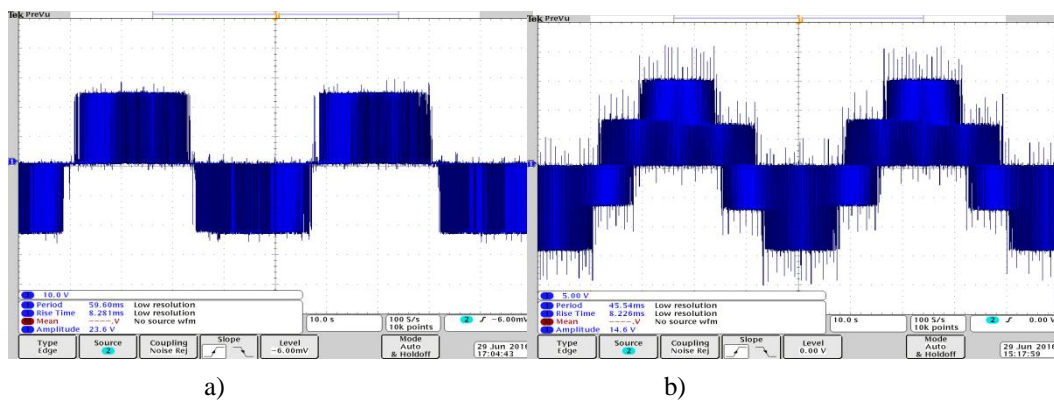 Tek PreVu
10.0 V
Period 59.60ms Low resolution
Rise Time 8.281ms Low resolution
Mean ----.V No source wfm
Amplitude 23.6 V
10.0s
100 S/s
10k points
2 -6.00mV
Type
Edge
Source
2
Coupling
Noise Rej
Slope
Level
-6.00mV
Mode
Auto
& Holdoff
29 Jun 2016
17:04:43
a)
Tek PreVu
5.00 V
Period 45.54ms Low resolution
Rise Time 8.226ms Low resolution
Mean ----.V No source wfm
Amplitude 14.6 V
10.0s
100 S/s
10k points
2 0.00 V
Type
Edge
Source
2
Coupling
Noise Rej
Slope
Level
0.00 V
Mode
Auto
& Holdoff
29 Jun 2016
15:17:59
b)